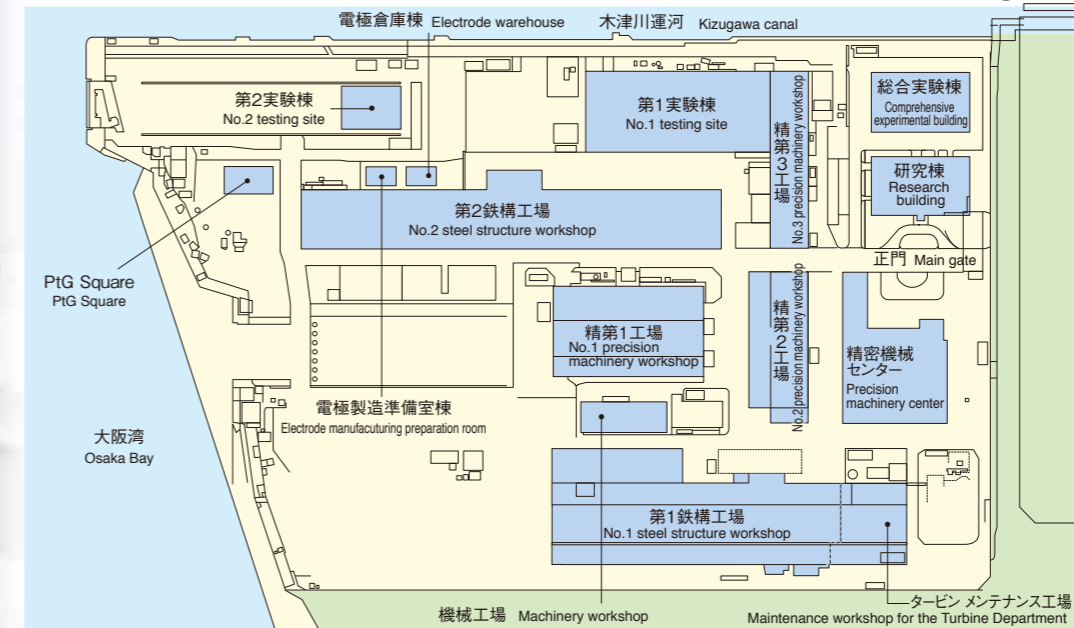 電極倉庫棟 Electrode warehouse
木津川運河 Kizugawa canal
第2実験棟
No.2 testing site
第1実験棟
No.1 testing site
精第3工場
No.3 precision machinery workshop
総合実験棟
Comprehensive
experimental building
研究棟
Research
building
第2鉄構工場
No.2 steel structure workshop
正門 Main gate
PtG Square
PtG Square
精第1工場
No.1 precision
machinery workshop
精第2工場
No.2 precision machinery workshop
精密機械
センター
Precision
machinery center
電極製造準備室棟
Electrode manufacuturing preparation room
大阪湾
Osaka Bay
第1鉄構工場
No.1 steel structure workshop
機械工場 Machinery workshop
タービン メンテナンス工場
Maintenance workshop for the Turbine Department